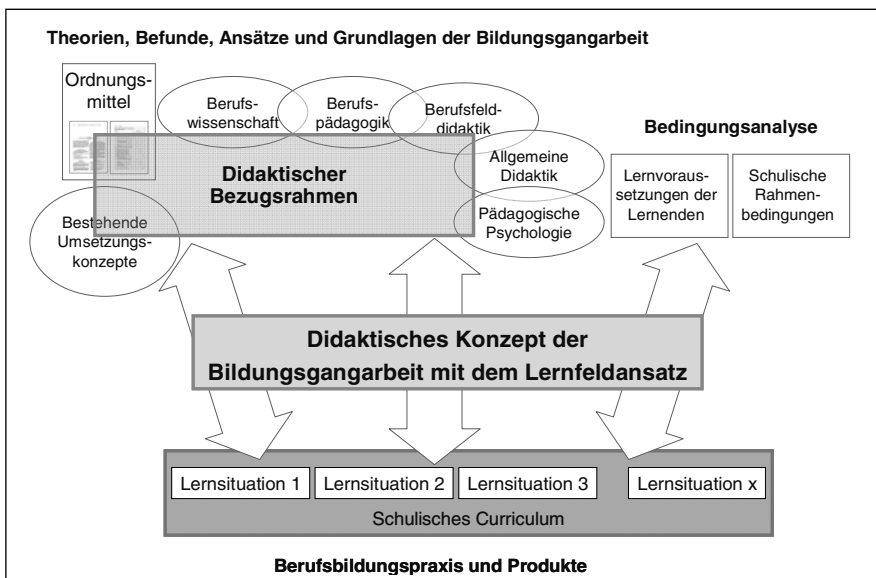 Theorien, Befunde, Ansätze und Grundlagen der Bildungsgangarbeit
Ordnungs-
mittel
Berufs-
wissenschaft
Berufs-
pädagogik
Berufsfeld-
didaktik
Didaktischer
Bezugsrahmen
Allgemeine
Didaktik
Pädagogische
Psychologie
Bestehende
Umsetzungs-
konzepte
Bedingungsanalyse
Lernvoraus-
setzungen der
Lernenden
Schulische
Rahmen-
bedingungen
Didaktisches Konzept der
Bildungsgangarbeit mit dem Lernfeldansatz
Lernsituation 1
Lernsituation 2
Lernsituation 3
Lernsituation x
Schulisches Curriculum
Berufsbildungspraxis und Produkte